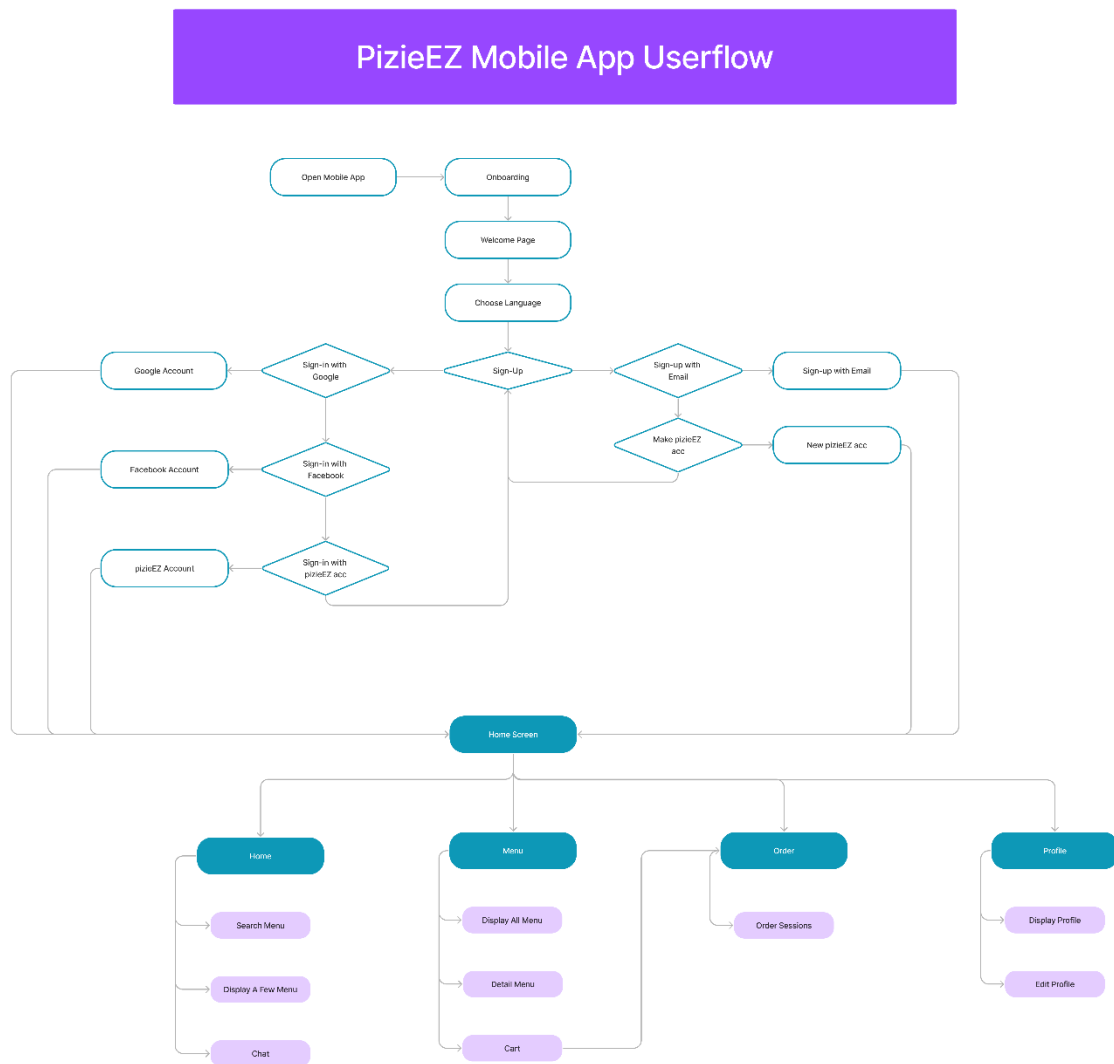 PizieEZ Mobile App Userflow
Open Mobile App
Onboarding
Welcome Page
Choose Language
Google Account
Sign-in with
Google
Sign-Up
Sign-up with
Email
Sign-up with Email
Facebook Account
Sign-in with
Facebook
Make pizieEZ
acc
New pizieEZ acc
pizieEZ Account
Sign-in with
pizieEZ acc
Home Screen
Home
Menu
Order
Profile
Search Menu
Display All Menu
Order Sessions
Display Profile
Display A Few Menu
Detail Menu
Edit Profile
Chat
Cart